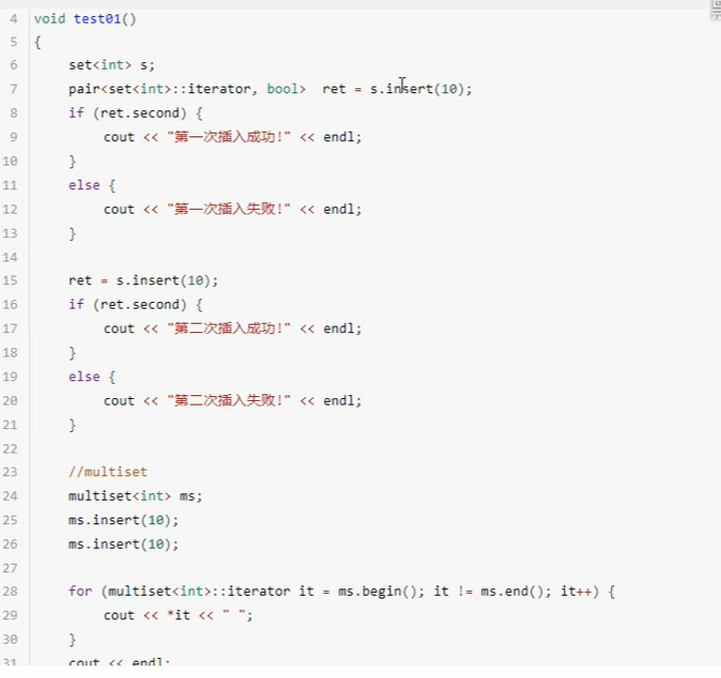 4 void test01()
5 {
6 set<int> s;
7 pair<set<int>::iterator, bool>  ret = s.insert(10);
8 if (ret.second) {
9 cout << "第一次插入成功!" << endl;
10 }
11 else {
12 cout << "第一次插入失败!" << endl;
13 }
14
15 ret = s.insert(10);
16 if (ret.second) {
17 cout << "第二次插入成功!" << endl;
18 }
19 else {
20 cout << "第二次插入失败!" << endl;
21 }
22
23 //multiset
24 multiset<int> ms;
25 ms.insert(10);
26 ms.insert(10);
27
28 for (multiset<int>::iterator it = ms.begin(); it != ms.end(); it++) {
29 cout << *it << " ";
30 }
31 cout << endl;